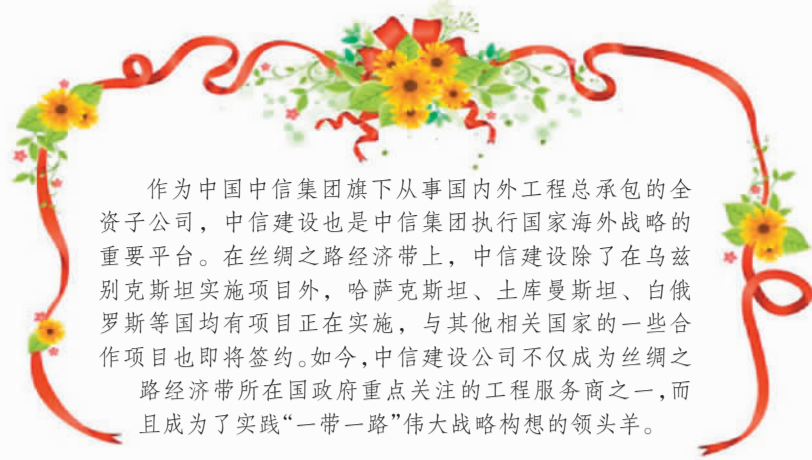 作为中国中信集团旗下从事国内外工程总承包的全
资子公司，中信建设也是中信集团执行国家海外战略的
重要平台。在丝绸之路经济带上，中信建设除了在乌兹
别克斯坦实施项目外，哈萨克斯坦、土库曼斯坦、白俄
罗斯等国均有项目正在实施，与其他相关国家的一些合
作项目也即将签约。如今，中信建设公司不仅成为丝绸之
路经济带所在国政府重点关注的工程服务商之一，而
且成为了实践“一带一路”伟大战略构想的领头羊。